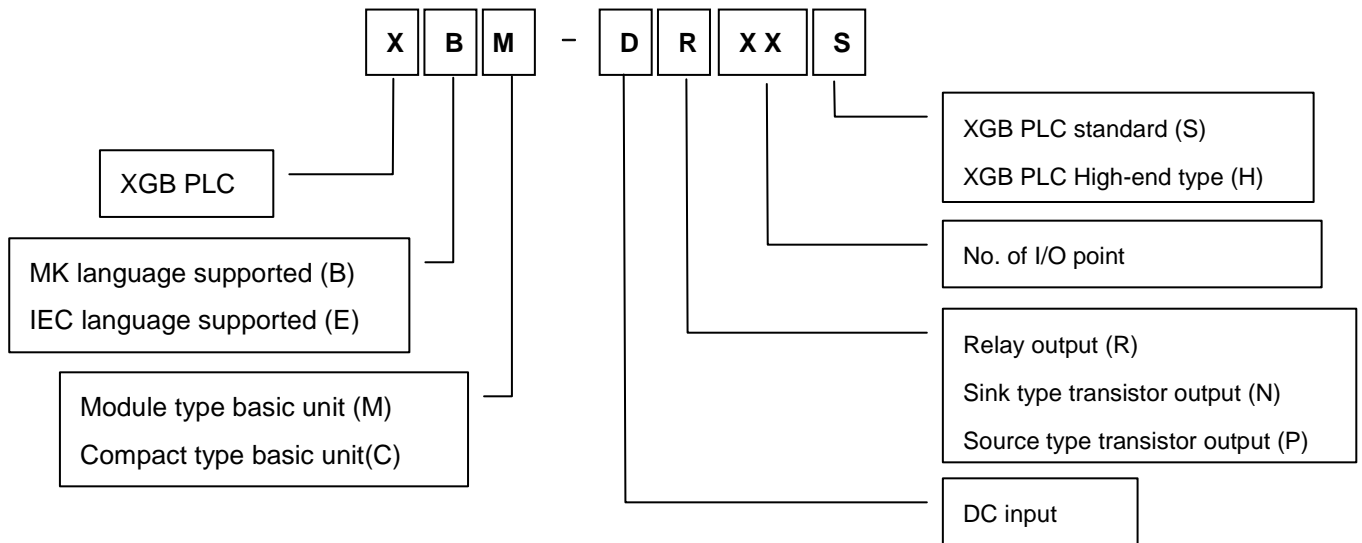 X B M - D R X X S
XGB PLC
MK language supported (B)
IEC language supported (E)
Module type basic unit (M)
Compact type basic unit(C)
XGB PLC standard (S)
XGB PLC High-end type (H)
No. of I/O point
Relay output (R)
Sink type transistor output (N)
Source type transistor output (P)
DC input